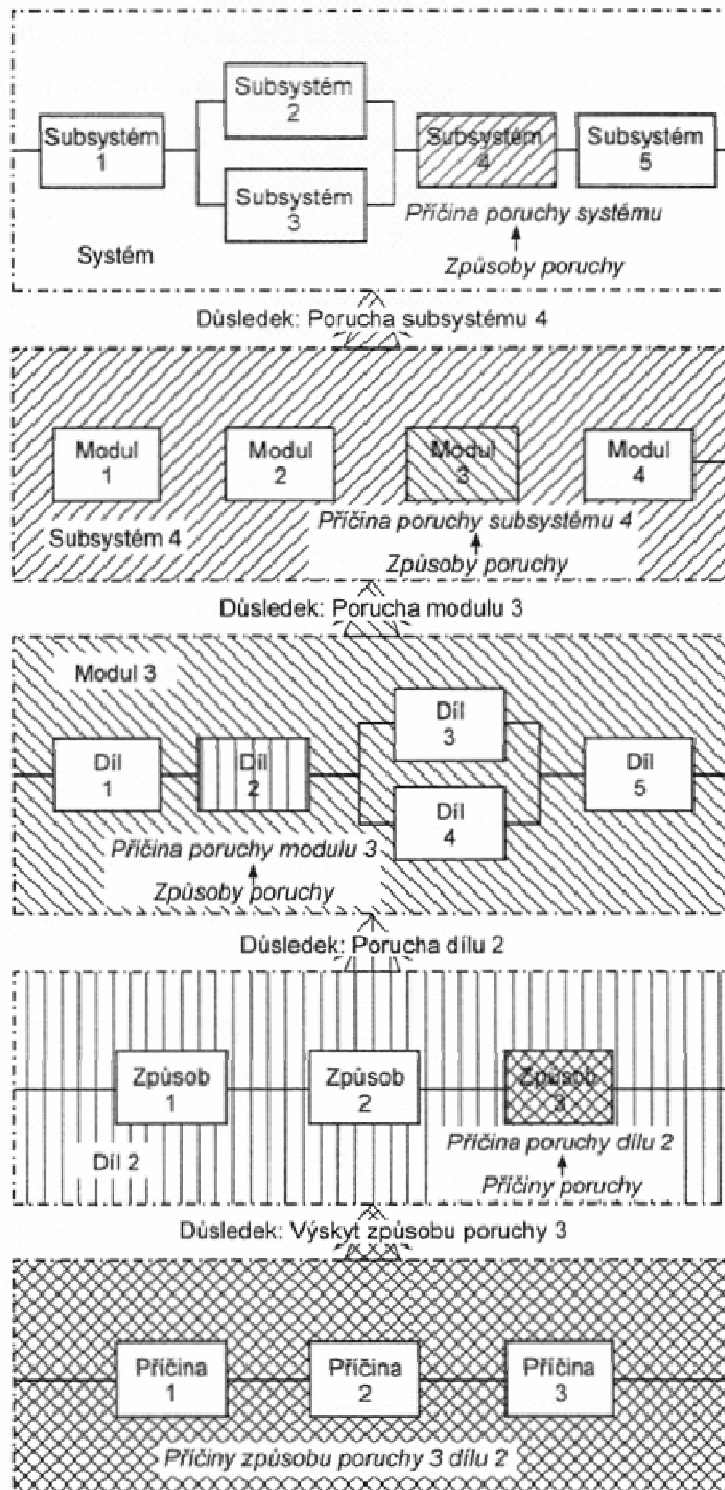 Subsystém
2
Subsystém
1
Subsystém
4
Subsystém
5
Subsystém
3
Příčina poruchy systému
Systém
Způsoby poruchy
Důsledek: Porucha subsystému 4
Modul
1
Modul
2
Modul
3
Modul
4
Příčina poruchy subsystému 4
Subsystém 4
Způsoby poruchy
Důsledek: Porucha modulu 3
Modul 3
Díl
3
Díl
1
Díl
2
Díl
5
Díl
4
Příčina poruchy modulu 3
Způsoby poruchy
Důsledek: Porucha dílu 2
Způsob
1
Způsob
2
Způsob
3
Příčina poruchy dílu 2
Díl 2
Příčiny poruchy
Důsledek: Výskyt způsobu poruchy 3
Příčina
1
Příčina
2
Příčina
3
Příčiny způsobu poruchy 3 dílu 2